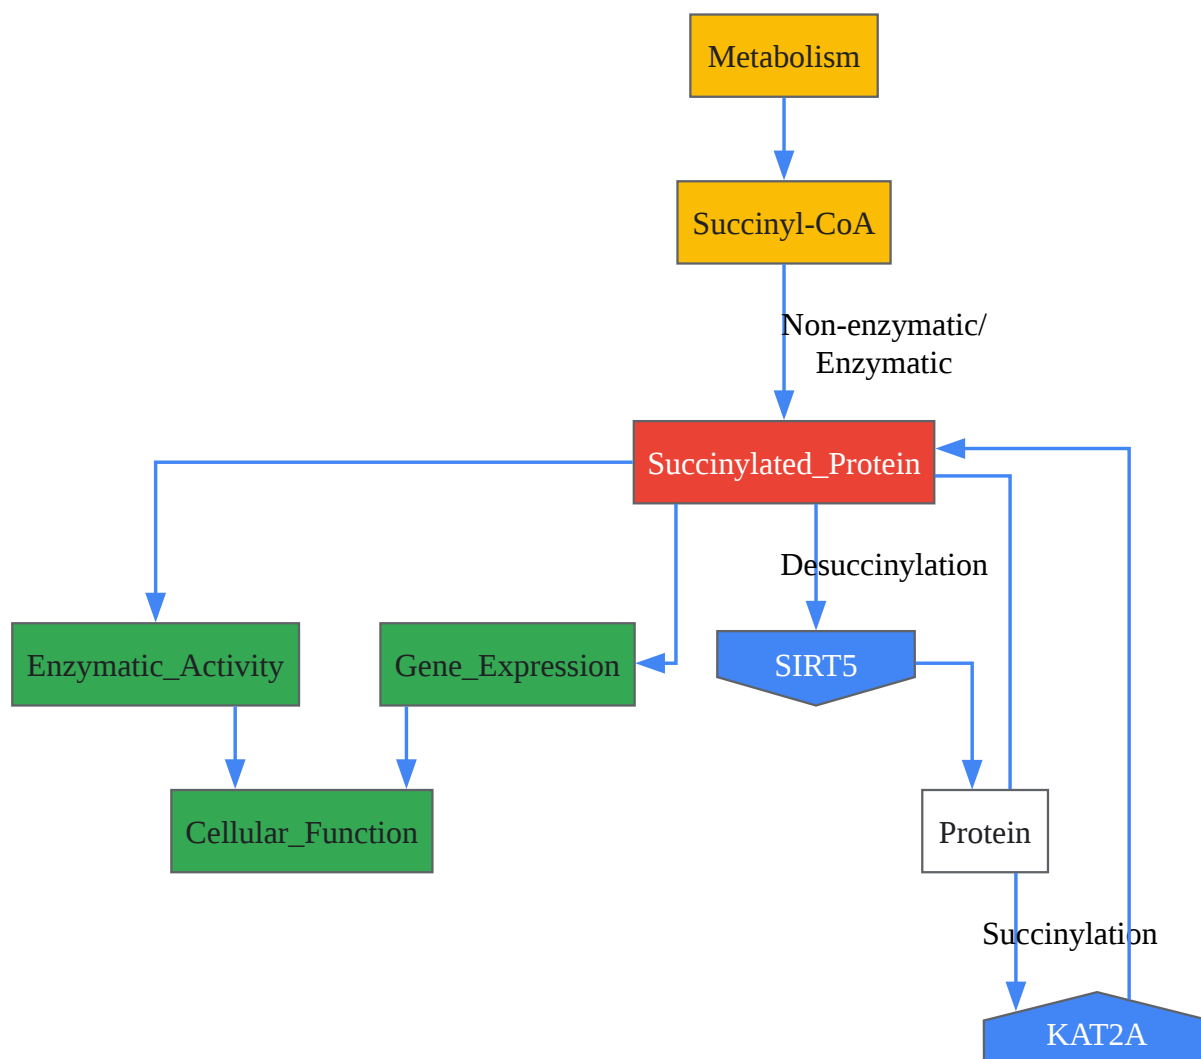 Metabolism
Succinyl-CoA
Non-enzymatic/
Enzymatic
Succinylated_Protein
Desuccinylation
Enzymatic_Activity
Gene_Expression
SIRT5
Cellular_Function
Protein
Succinylation
KAT2A